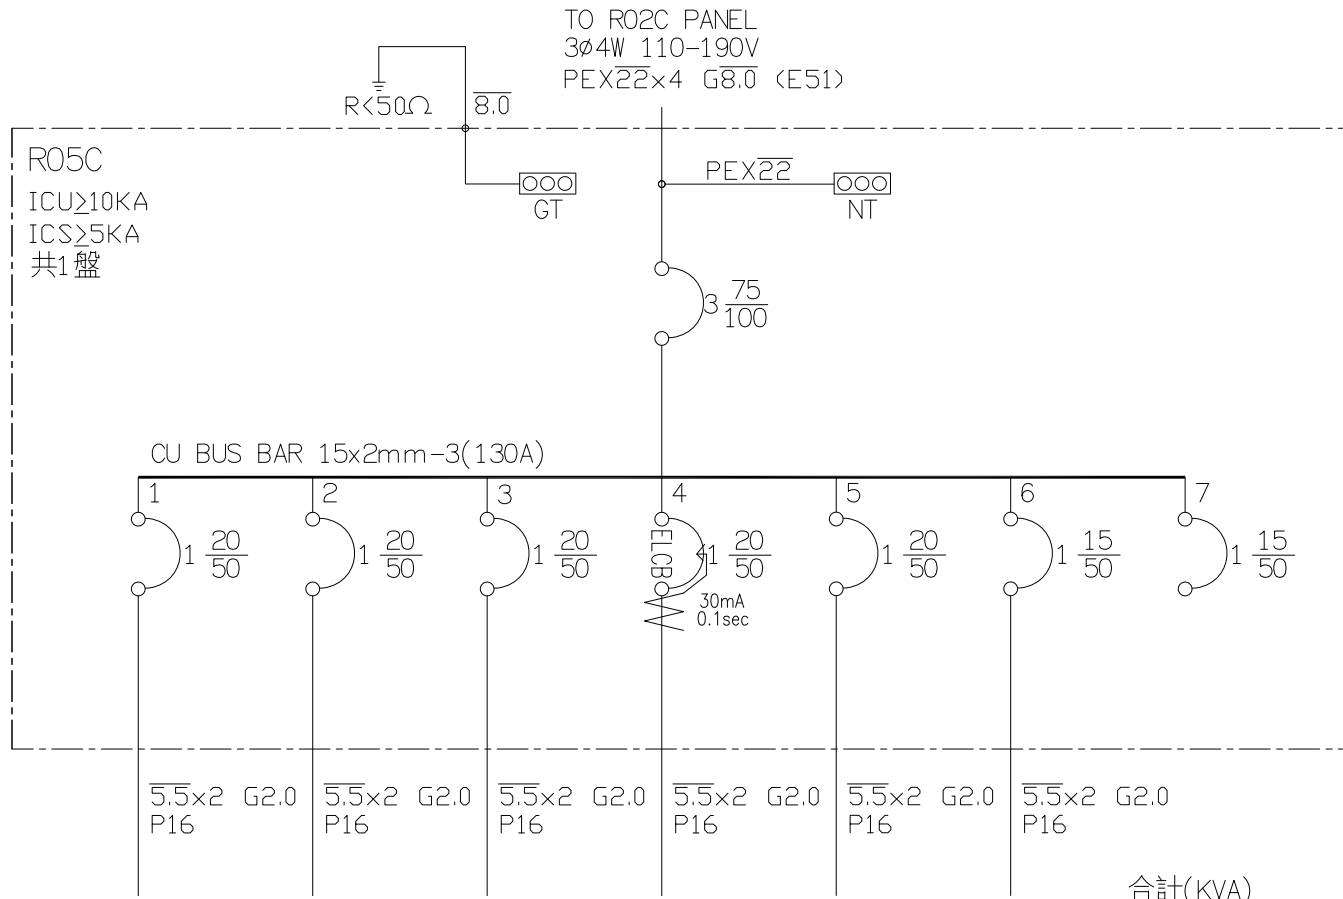 TO R02C PANEL
3ø4W 110-190V
PEX22x4 G8.0 (E51)
R<50Ω
8.0
R05C
ICU≥10KA
ICS≥5KA
共1盤
GT
PEX22
NT
3 75/100
CU BUS BAR 15x2mm-3(130A)
1 2 3 4 5 6 7
1 20/50
1 20/50
1 20/50
ELCB
1 20/50
30mA
0.1sec
1 20/50
1 15/50
1 15/50
5.5x2 G2.0
P16
5.5x2 G2.0
P16
5.5x2 G2.0
P16
5.5x2 G2.0
P16
5.5x2 G2.0
P16
5.5x2 G2.0
P16
合計(KVA)